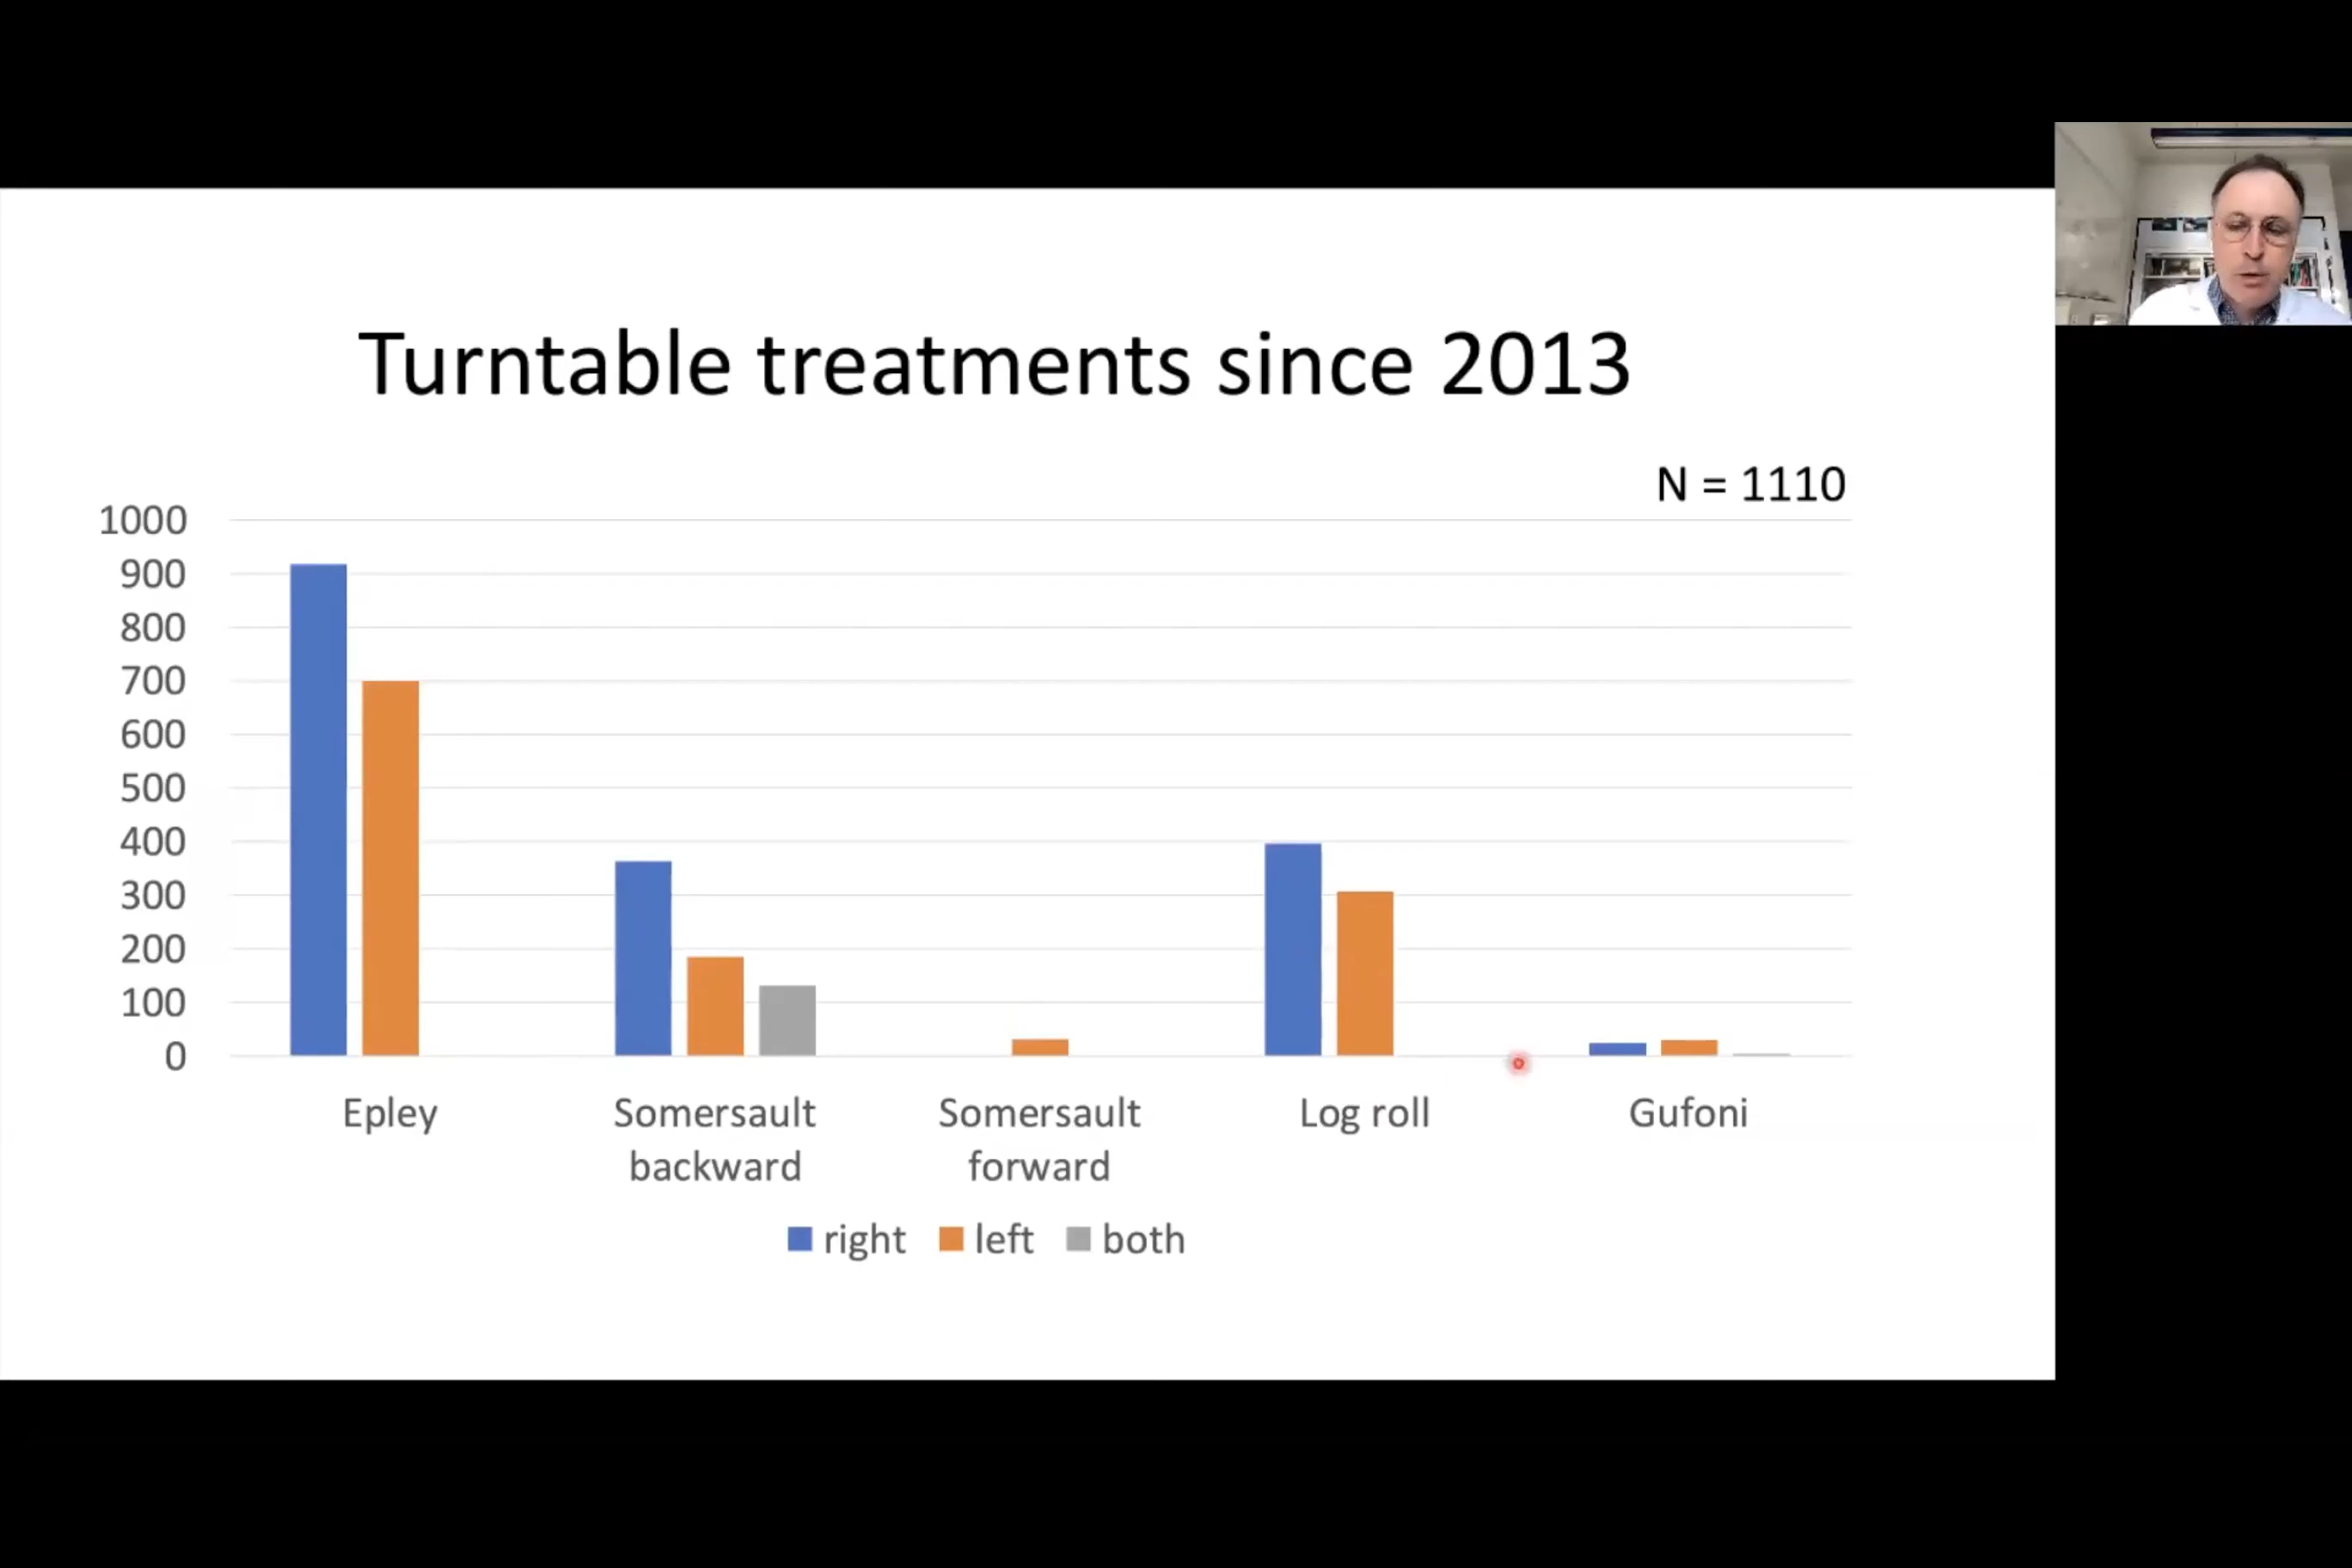 Turntable treatments since 2013
N = 1110
1000
900
800
700
600
500
400
300
200
100
0
Epley
Somersault backward
Somersault forward
Log roll
Gufoni
right left both